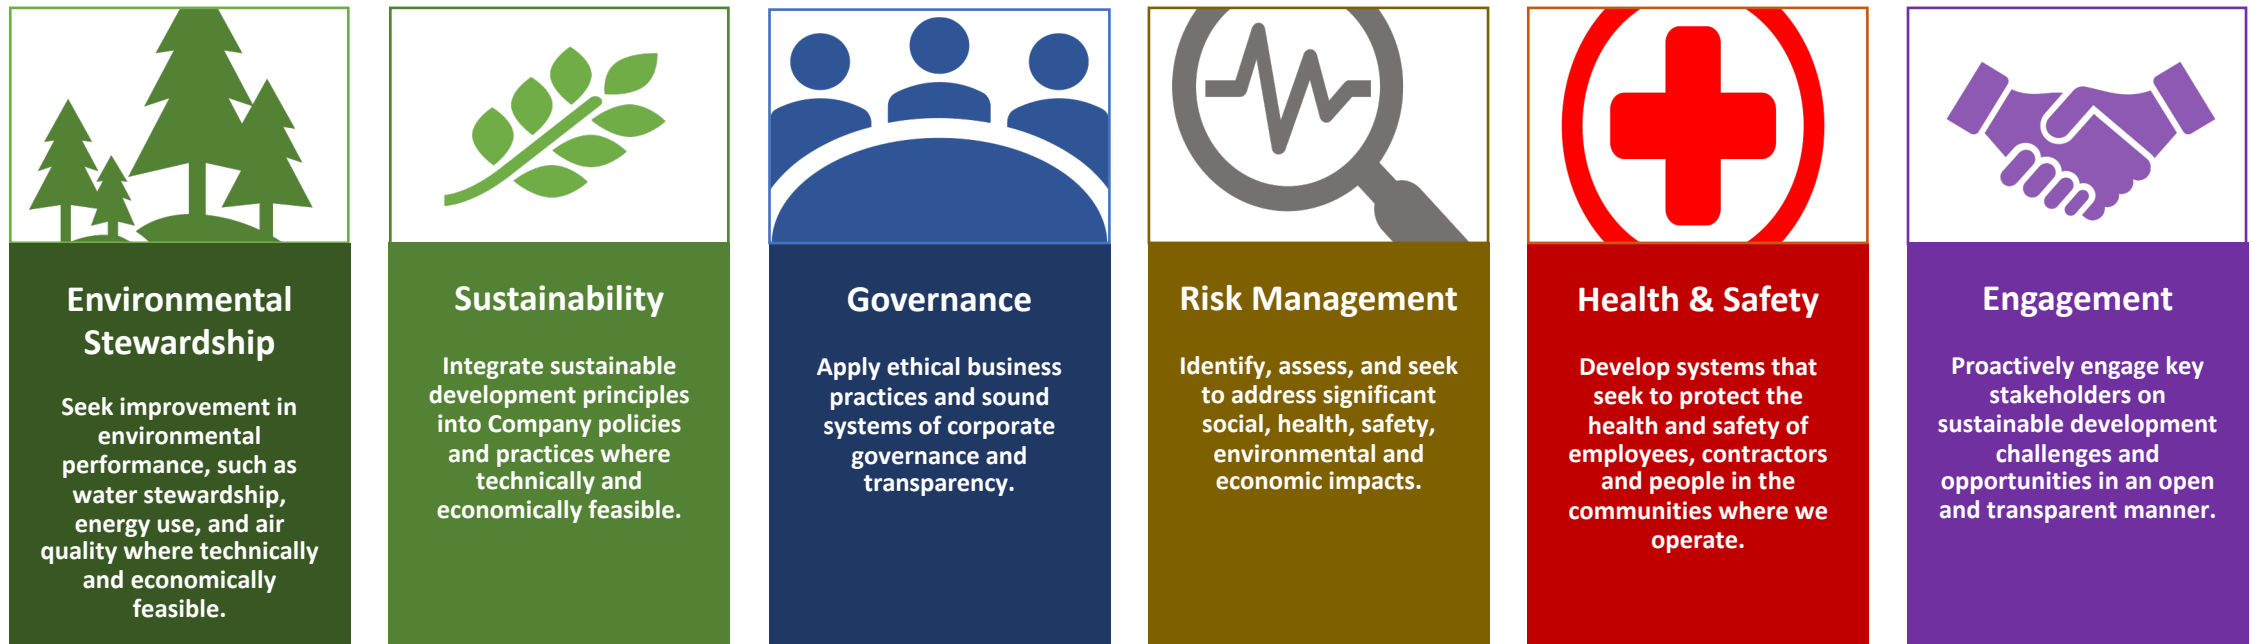 Environmental
Stewardship
Seek improvement in
environmental
performance, such as
water stewardship,
energy use, and air
quality where technically
and economically
feasible.
Sustainability
Integrate sustainable
development principles
into Company policies
and practices where
technically and
economically feasible.
Governance
Apply ethical business
practices and sound
systems of corporate
governance and
transparency.
Risk Management
Identify, assess, and seek
to address significant
social, health, safety,
environmental and
economic impacts.
Health & Safety
Develop systems that
seek to protect the
health and safety of
employees, contractors
and people in the
communities where we
operate.
Engagement
Proactively engage key
stakeholders on
sustainable development
challenges and
opportunities in an open
and transparent manner.